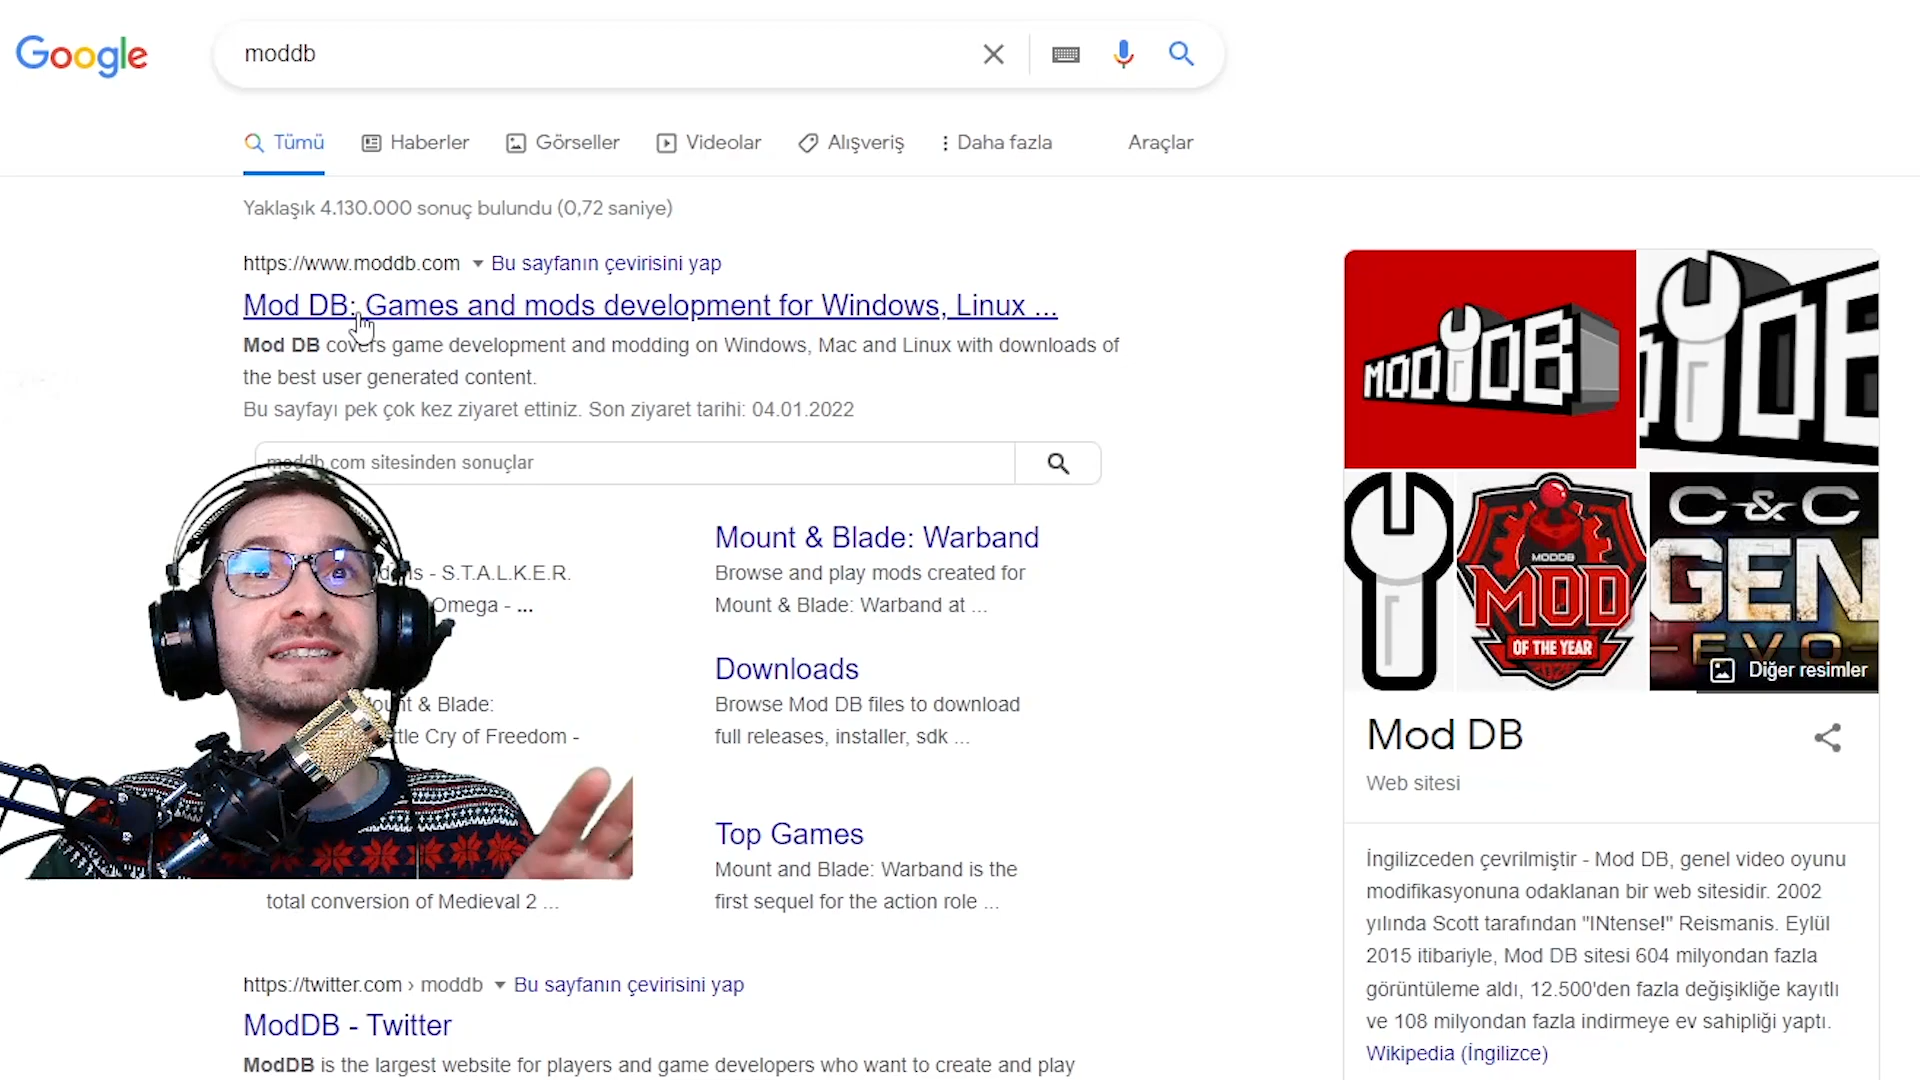 Google
moddb
Tümü
Haberler
Görseller
Videolar
Alışveriş
Daha fazla
Araçlar
Yaklaşık 4.130.000 sonuç bulundu (0,72 saniye)
https://www.moddb.com Bu sayfanın çevirisini yap
Mod DB: Games and mods development for Windows, Linux ...
Mod DB covers game development and modding on Windows, Mac and Linux with downloads of
the best user generated content.
Bu sayfayı pek çok kez ziyaret ettiniz. Son ziyaret tarihi: 04.01.2022
moddb.com sitesinden sonuçlar
- S.T.A.L.K.E.R.
Omega - ...
& Blade:
Cry of Freedom -
total conversion of Medieval 2 ...
Mount & Blade: Warband
Browse and play mods created for
Mount & Blade: Warband at ...
Downloads
Browse Mod DB files to download
full releases, installer, sdk ...
Top Games
Mount and Blade: Warband is the
first sequel for the action role ...
https://twitter.com › moddb Bu sayfanın çevirisini yap
ModDB - Twitter
ModDB is the largest website for players and game developers who want to create and play
MOD DB
C&C
GEN
EVO
MODDB
MOD
OF THE YEAR
Diğer resimler
Mod DB
Web sitesi
İngilizceden çevrilmiştir - Mod DB, genel video oyunu
modifikasyonuna odaklanan bir web sitesidir. 2002
yılında Scott tarafından "INtense!" Reismanis. Eylül
2015 itibariyle, Mod DB sitesi 604 milyondan fazla
görüntüleme aldı, 12.500'den fazla değişikliğe kayıtlı
ve 108 milyondan fazla indirmeye ev sahipliği yaptı.
Wikipedia (İngilizce)